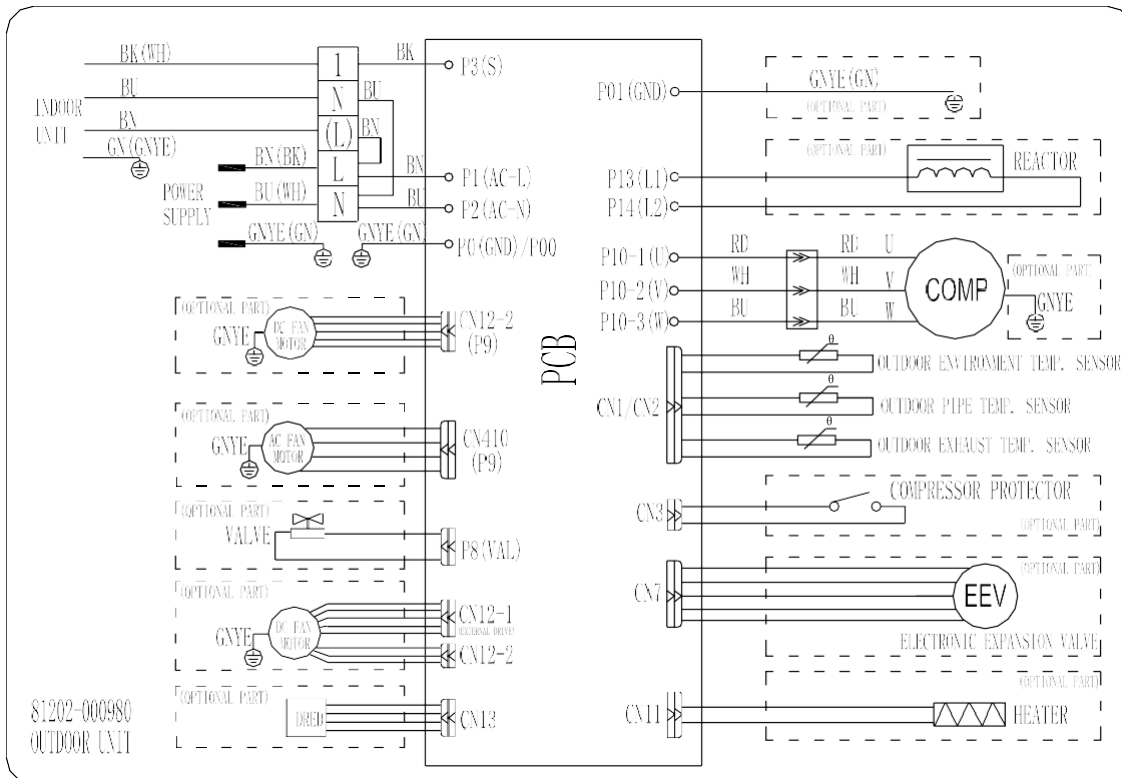 BK(WH)
1
BK
P3(S)
BU
N
BU
INDOOR
UNIT
BN
(L)
BN
GN(GNYE)
BN(BK)
L
BN
P1(AC-L)
POWER
SUPPLY
BU(WH)
N
BU
P2(AC-N)
GNYE(GN)
GNYE(GN)
P0(GND)/P00
(OPTIONAL PART)
GNYE
DC FAN
MOTOR
CN12-2
(P9)
(OPTIONAL PART)
GNYE
AC FAN
MOTOR
CN410
(P9)
(OPTIONAL PART)
VALVE
P8(VAL)
(OPTIONAL PART)
GNYE
DC FAN
MOTOR
CN12-1
(EXTERNAL DRIVE)
CN12-2
(OPTIONAL PART)
DRED
CN13
81202-000980
OUTDOOR UNIT
PCB
P01(GND)
GNYE(GN)
(OPTIONAL PART)
(OPTIONAL PART)
REACTOR
P13(L1)
P14(L2)
P10-1(U)
RD
RD
U
P10-2(V)
WH
WH
V
P10-3(W)
BU
BU
W
COMP
(OPTIONAL PART)
GNYE
CN1/CN2
θ
OUTDOOR ENVIRONMENT TEMP. SENSOR
θ
OUTDOOR PIPE TEMP. SENSOR
θ
OUTDOOR EXHAUST TEMP. SENSOR
CN3
COMPRESSOR PROTECTOR
(OPTIONAL PART)
CN7
(OPTIONAL PART)
EEV
ELECTRONIC EXPANSION VALVE
(OPTIONAL PART)
CN11
HEATER